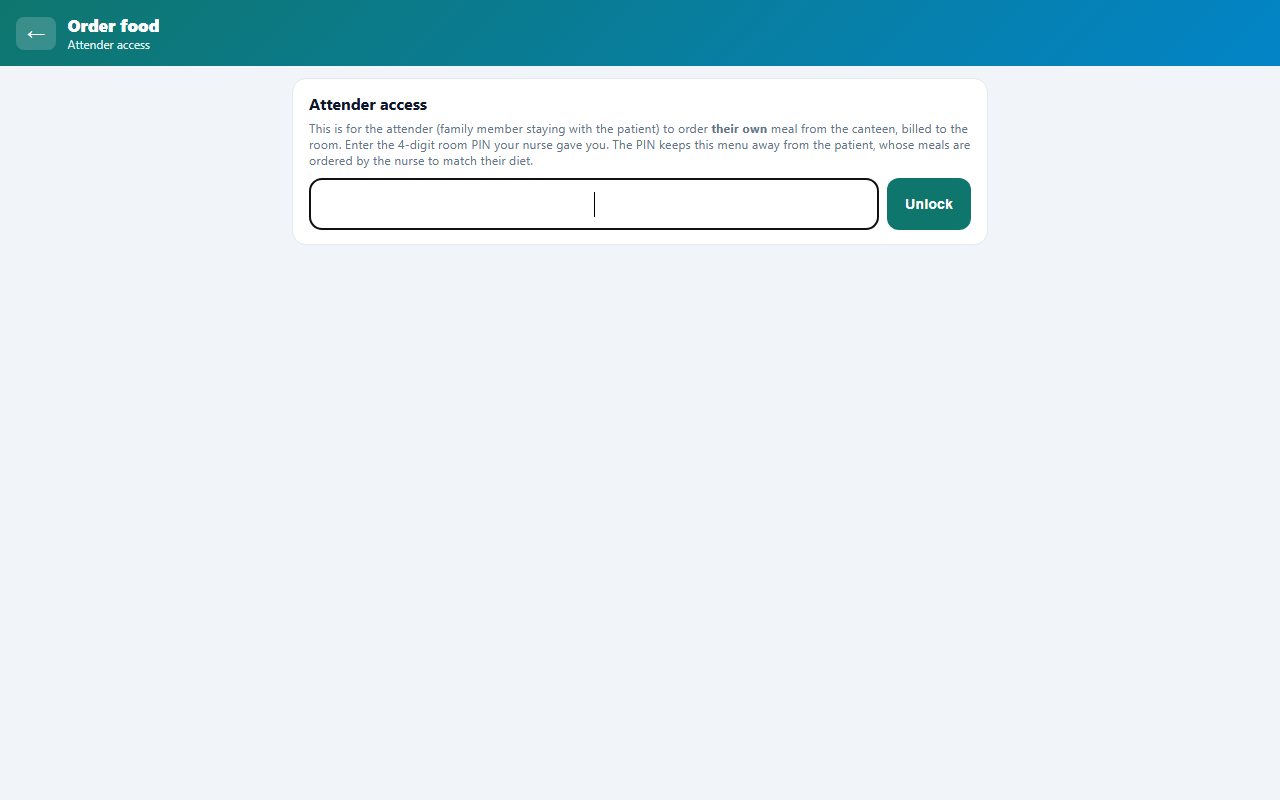 ←
Order food
Attender access
Attender access
This is for the attender (family member staying with the patient) to order their own meal from the canteen, billed to the
room. Enter the 4-digit room PIN your nurse gave you. The PIN keeps this menu away from the patient, whose meals are
ordered by the nurse to match their diet.
Unlock